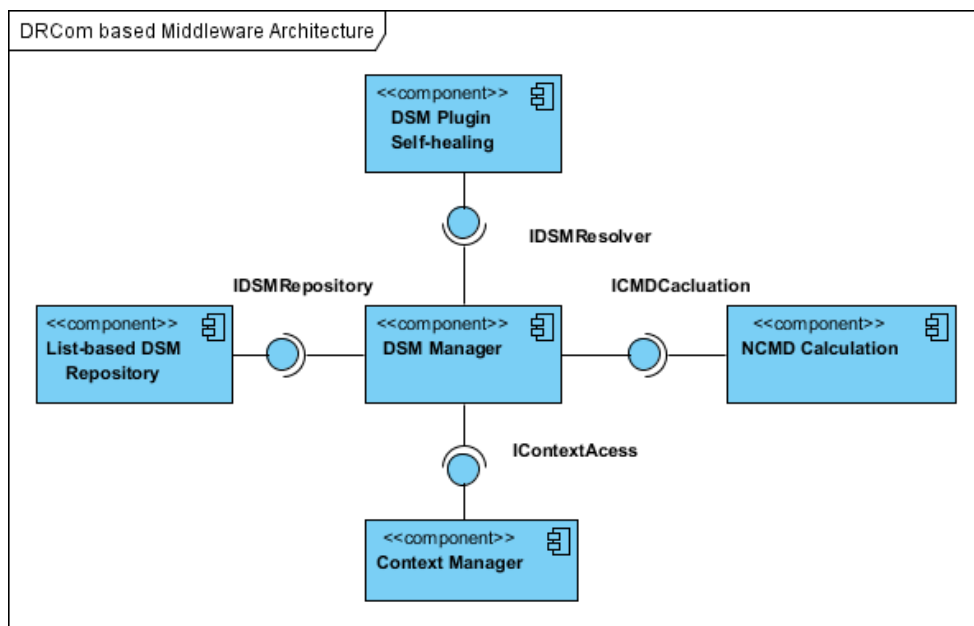 DRCom based Middleware Architecture
<<component>>
DSM Plugin
Self-healing
IDSMResolver
IDSMRepository
ICMDCacluation
<<component>>
List-based DSM
Repository
<<component>>
DSM Manager
<<component>>
NCMD Calculation
IContextAcess
<<component>>
Context Manager